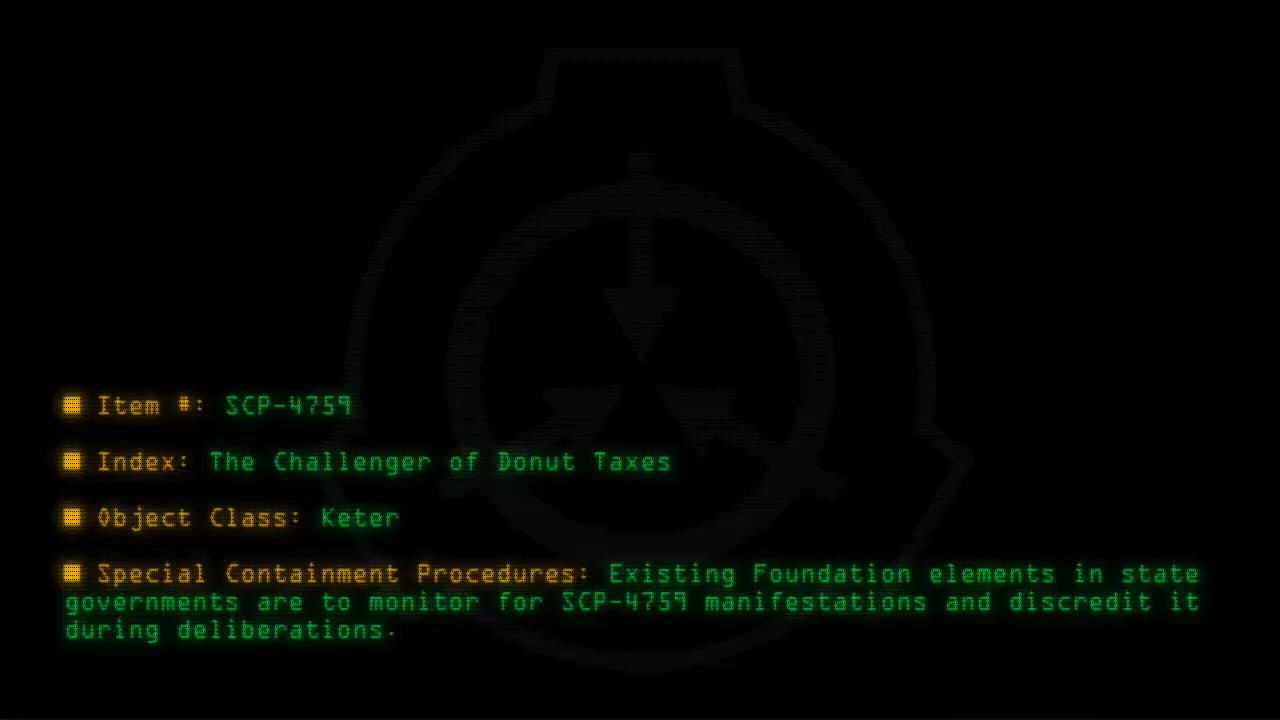 ■ Item #: SCP-4759
■ Index: The Challenger of Donut Taxes
■ Object Class: Keter
■ Special Containment Procedures: Existing Foundation elements in state
governments are to monitor for SCP-4759 manifestations and discredit it
during deliberations.